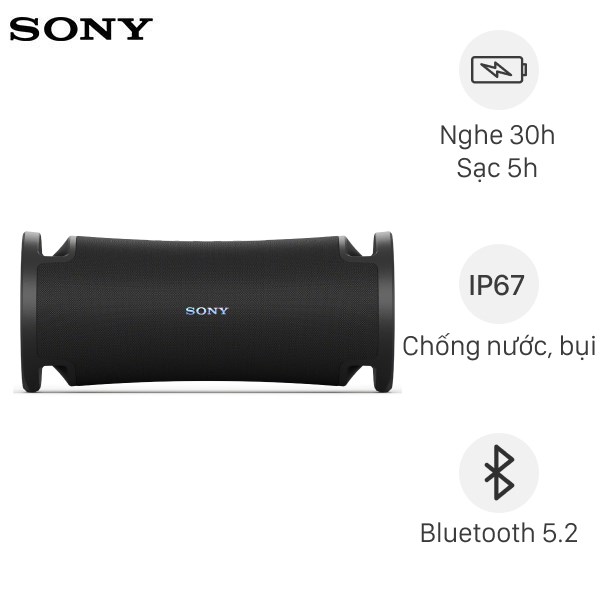 SONY
Nghe 30h
Sạc 5h
SONY
IP67
Chống nước, bụi
Bluetooth 5.2